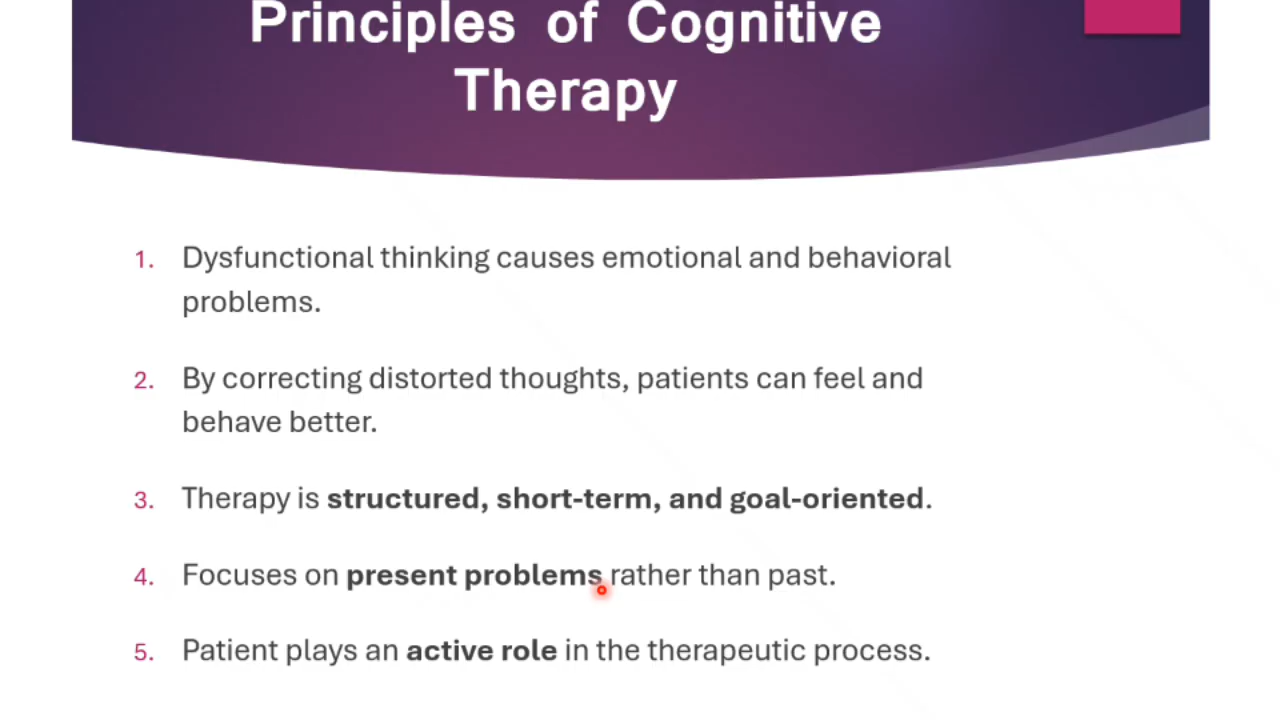 Principles of Cognitive
Therapy
1. Dysfunctional thinking causes emotional and behavioral
problems.
2. By correcting distorted thoughts, patients can feel and
behave better.
3. Therapy is structured, short-term, and goal-oriented.
4. Focuses on present problems rather than past.
5. Patient plays an active role in the therapeutic process.